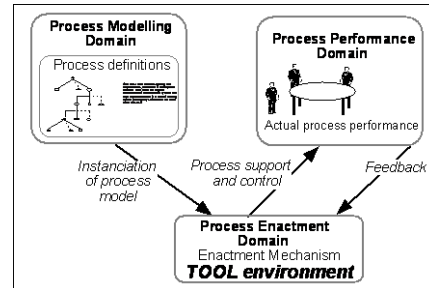 Process Modelling
Domain
Process definitions
Process Performance
Domain
Actual process performance
Instanciation
of process
model
Process support
and control
Feedback
Process Enactment
Domain
Enactment Mechanism
TOOL environment